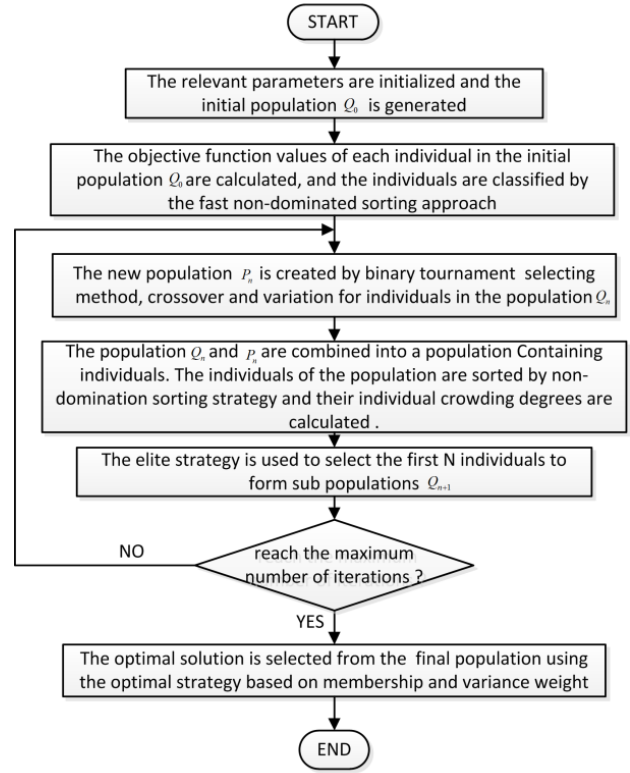 START
The relevant parameters are initialized and the
initial population Q₀ is generated
The objective function values of each individual in the initial
population Q₀ are calculated, and the individuals are classified by
the fast non-dominated sorting approach
The new population Pₙ is created by binary tournament selecting
method, crossover and variation for individuals in the population Qₙ
The population Qₙ and Pₙ are combined into a population Containing
individuals. The individuals of the population are sorted by non-
domination sorting strategy and their individual crowding degrees are
calculated .
The elite strategy is used to select the first N individuals to
form sub populations Qₙ₊₁
NO
reach the maximum
number of iterations ?
YES
The optimal solution is selected from the final population using
the optimal strategy based on membership and variance weight
END